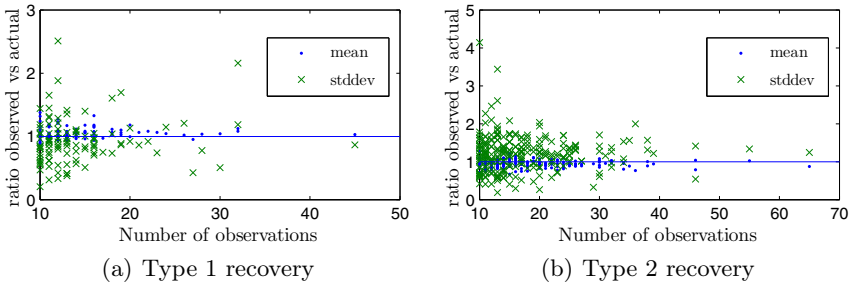 3
2
1
0
10
20
30
40
50
ratio observed vs actual
Number of observations
mean
stddev
(a) Type 1 recovery
5
4
3
2
1
0
10
20
30
40
50
60
70
ratio observed vs actual
Number of observations
mean
stddev
(b) Type 2 recovery